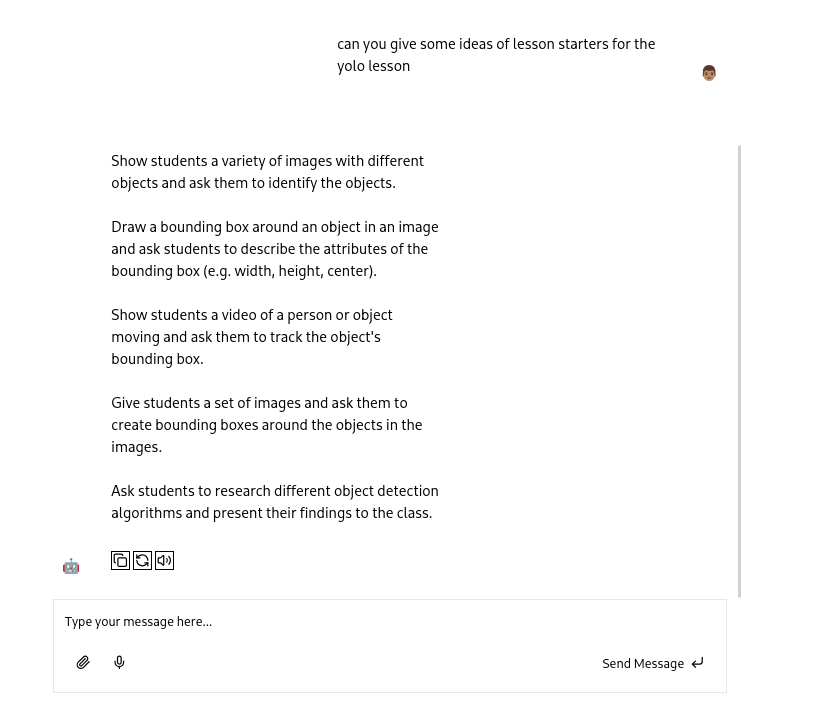 can you give some ideas of lesson starters for the
yolo lesson
Show students a variety of images with different
objects and ask them to identify the objects.
Draw a bounding box around an object in an image
and ask students to describe the attributes of the
bounding box (e.g. width, height, center).
Show students a video of a person or object
moving and ask them to track the object's
bounding box.
Give students a set of images and ask them to
create bounding boxes around the objects in the
images.
Ask students to research different object detection
algorithms and present their findings to the class.
Type your message here...
Send Message